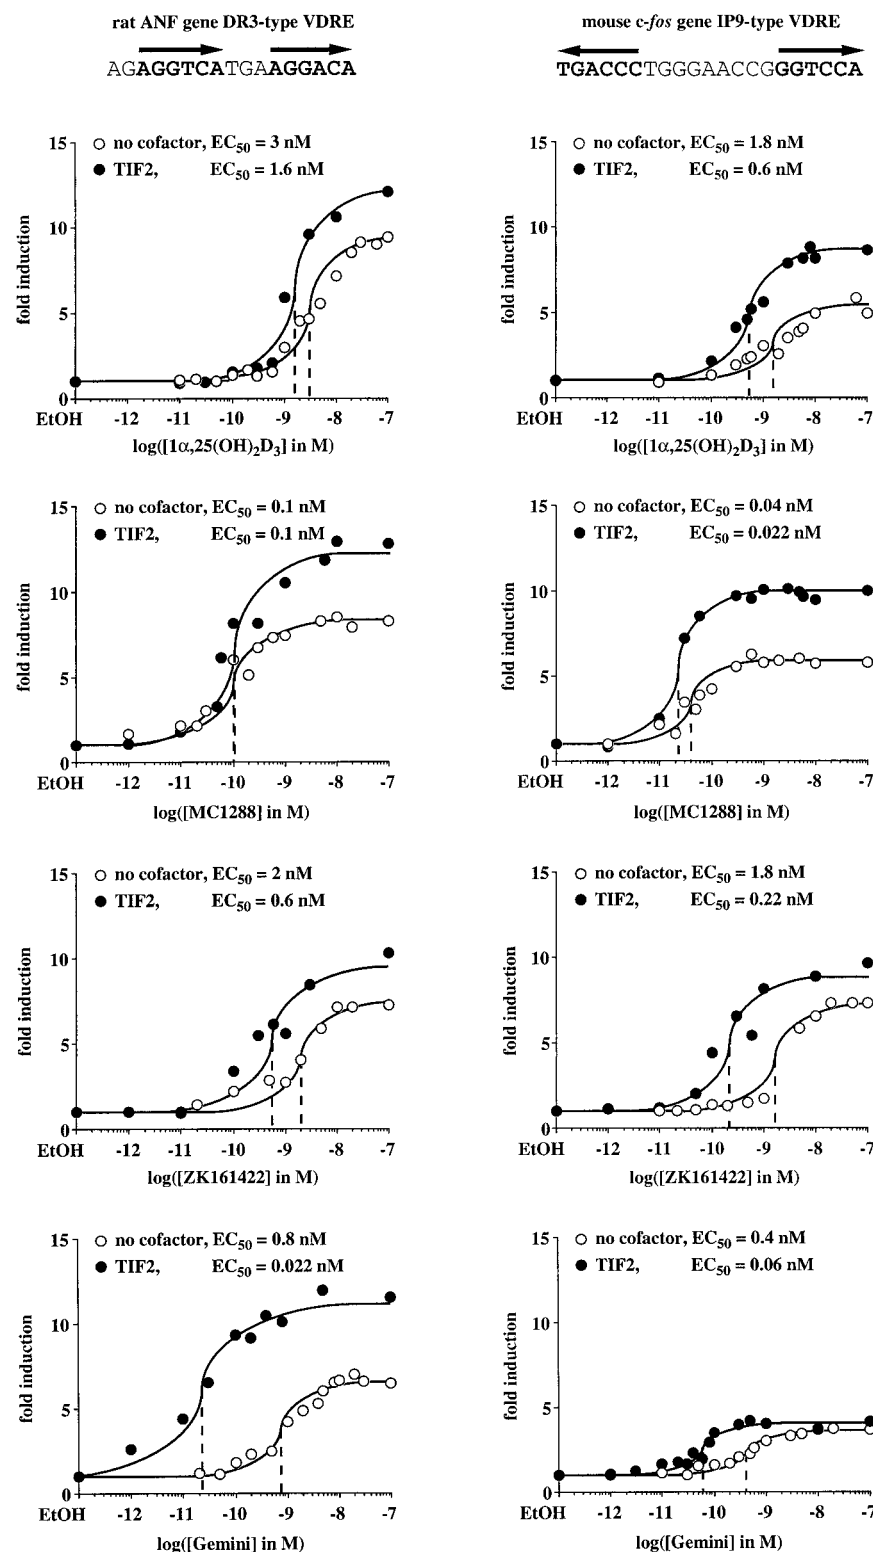 rat ANF gene DR3-type VDRE
AGAGGTCATGAAGGACA
mouse c-fos gene IP9-type VDRE
TGACCCTGGGAACCGGGTCCA
15
10
5
0
fold induction
no cofactor, EC50 = 3 nM
TIF2, EC50 = 1.6 nM
EtOH -12 -11 -10 -9 -8 -7
log([1α,25(OH)2D3] in M)
15
10
5
0
fold induction
no cofactor, EC50 = 1.8 nM
TIF2, EC50 = 0.6 nM
EtOH -12 -11 -10 -9 -8 -7
log([1α,25(OH)2D3] in M)
15
10
5
0
fold induction
no cofactor, EC50 = 0.1 nM
TIF2, EC50 = 0.1 nM
EtOH -12 -11 -10 -9 -8 -7
log([MC1288] in M)
15
10
5
0
fold induction
no cofactor, EC50 = 0.04 nM
TIF2, EC50 = 0.022 nM
EtOH -12 -11 -10 -9 -8 -7
log([MC1288] in M)
15
10
5
0
fold induction
no cofactor, EC50 = 2 nM
TIF2, EC50 = 0.6 nM
EtOH -12 -11 -10 -9 -8 -7
log([ZK161422] in M)
15
10
5
0
fold induction
no cofactor, EC50 = 1.8 nM
TIF2, EC50 = 0.22 nM
EtOH -12 -11 -10 -9 -8 -7
log([ZK161422] in M)
15
10
5
0
fold induction
no cofactor, EC50 = 0.8 nM
TIF2, EC50 = 0.022 nM
EtOH -12 -11 -10 -9 -8 -7
log([Gemini] in M)
15
10
5
0
fold induction
no cofactor, EC50 = 0.4 nM
TIF2, EC50 = 0.06 nM
EtOH -12 -11 -10 -9 -8 -7
log([Gemini] in M)